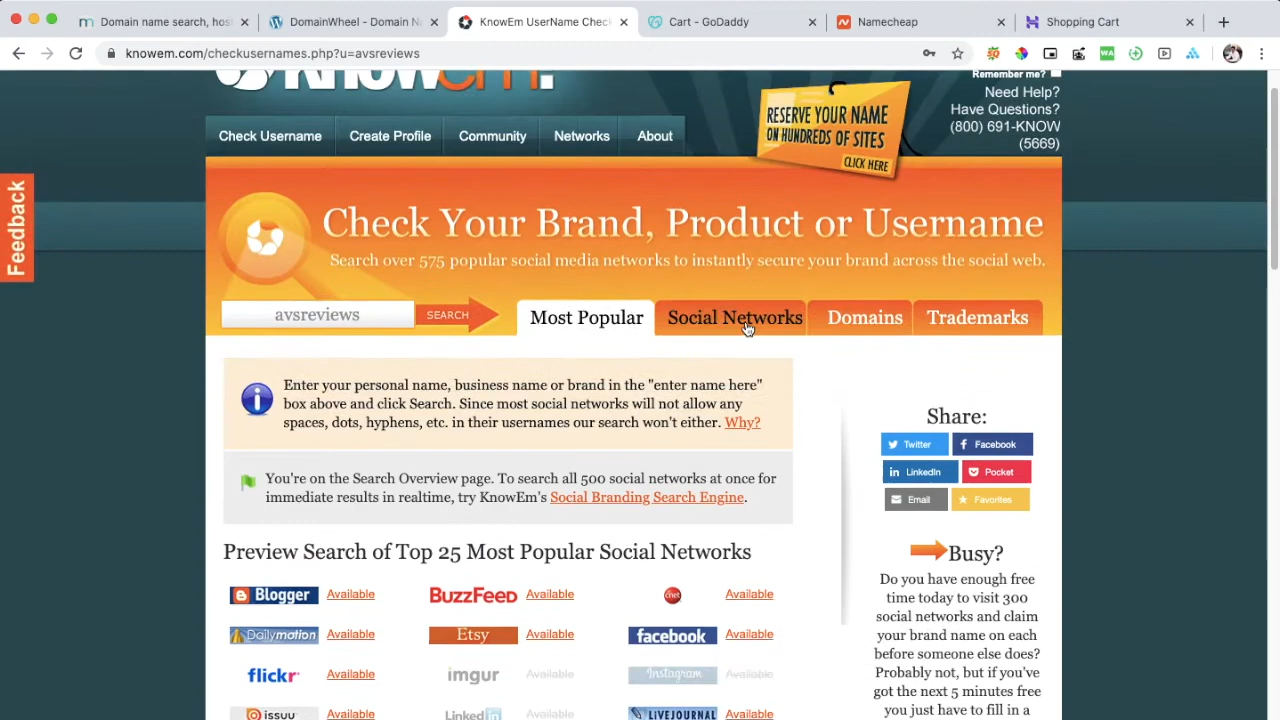 Domain name search, hos
DomainWheel - Domain N
KnowEm UserName Chec
Cart - GoDaddy
Namecheap
Shopping Cart
knowem.com/checkusernames.php?u=avsreviews
KnowEm.
Remember me?
Need Help?
Have Questions?
(800) 691-KNOW
(5669)
RESERVE YOUR NAME
ON HUNDREDS OF SITES
CLICK HERE
Check Username
Create Profile
Community
Networks
About
Feedback
Check Your Brand, Product or Username
Search over 575 popular social media networks to instantly secure your brand across the social web.
avsreviews
SEARCH
Most Popular
Social Networks
Domains
Trademarks
Enter your personal name, business name or brand in the "enter name here"
box above and click Search. Since most social networks will not allow any
spaces, dots, hyphens, etc. in their usernames our search won't either. Why?
You're on the Search Overview page. To search all 500 social networks at once for
immediate results in realtime, try KnowEm's Social Branding Search Engine.
Share:
Twitter
Facebook
LinkedIn
Pocket
Email
Favorites
Preview Search of Top 25 Most Popular Social Networks
Blogger Available
BuzzFeed Available
cnet Available
Dailymotion Available
Etsy Available
facebook Available
flickr Available
imgur Available
Instagram Available
issuu Available
Linked in Available
LIVEJOURNAL Available
Busy?
Do you have enough free
time today to visit 300
social networks and claim
your brand name on each
before someone else does?
Probably not, but if you've
got the next 5 minutes free
you just have to fill in a